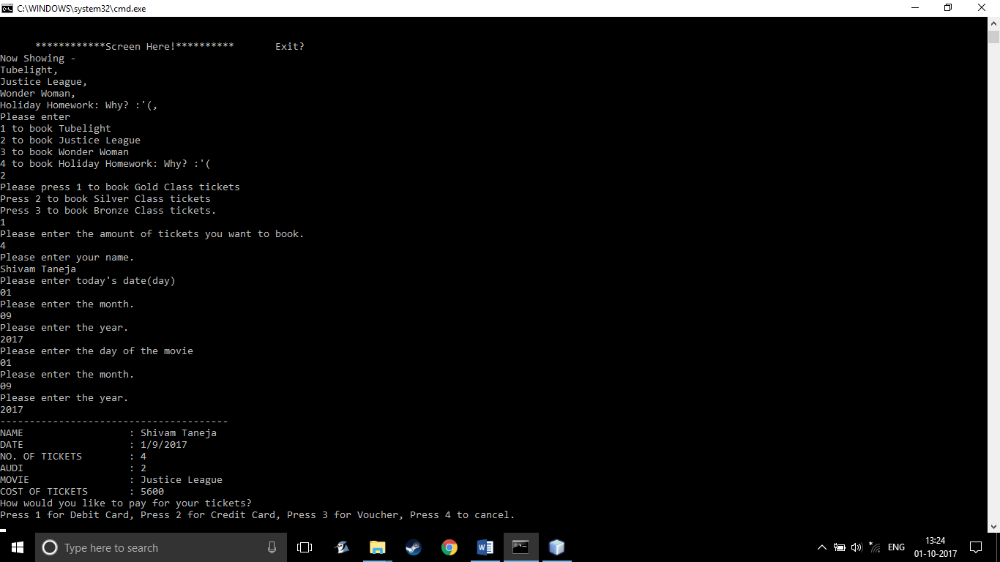 C:\WINDOWS\system32\cmd.exe
************Screen Here!********** Exit?
Now Showing -
Tubelight,
Justice League,
Wonder Woman,
Holiday Homework: Why? :'(,
Please enter
1 to book Tubelight
2 to book Justice League
3 to book Wonder Woman
4 to book Holiday Homework: Why? :'(
2
Please press 1 to book Gold Class tickets
Press 2 to book Silver Class tickets
Press 3 to book Bronze Class tickets.
1
Please enter the amount of tickets you want to book.
4
Please enter your name.
Shivam Taneja
Please enter today's date(day)
01
Please enter the month.
09
Please enter the year.
2017
Please enter the day of the movie
01
Please enter the month.
09
Please enter the year.
2017
---------------------------------------
NAME : Shivam Taneja
DATE : 1/9/2017
NO. OF TICKETS : 4
AUDI : 2
MOVIE : Justice League
COST OF TICKETS : 5600
How would you like to pay for your tickets?
Press 1 for Debit Card, Press 2 for Credit Card, Press 3 for Voucher, Press 4 to cancel.
Type here to search
ENG
13:24
01-10-2017